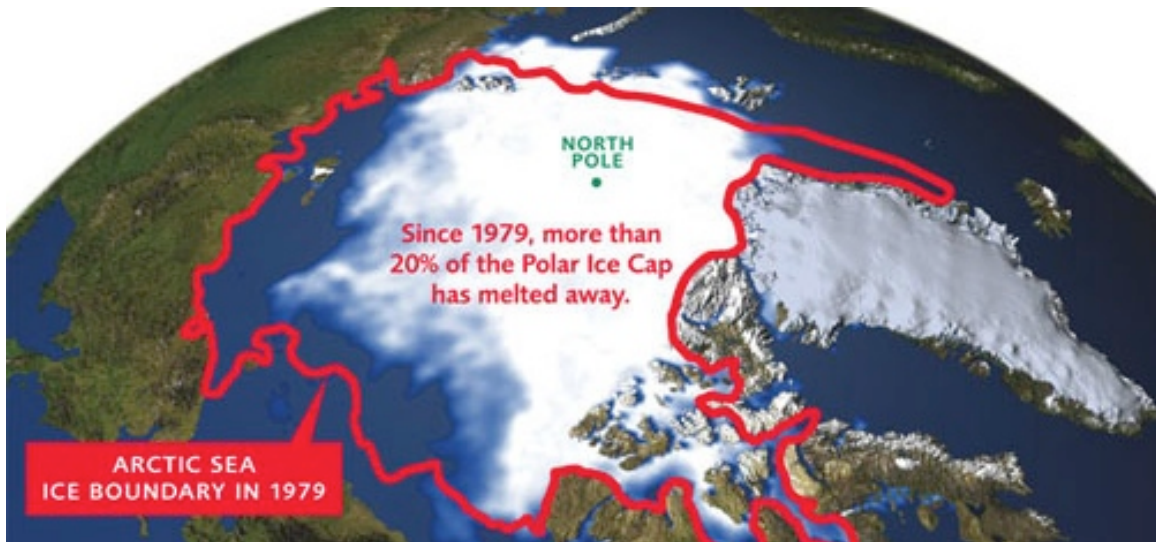 NORTH
POLE
Since 1979, more than
20% of the Polar Ice Cap
has melted away.
ARCTIC SEA
ICE BOUNDARY IN 1979